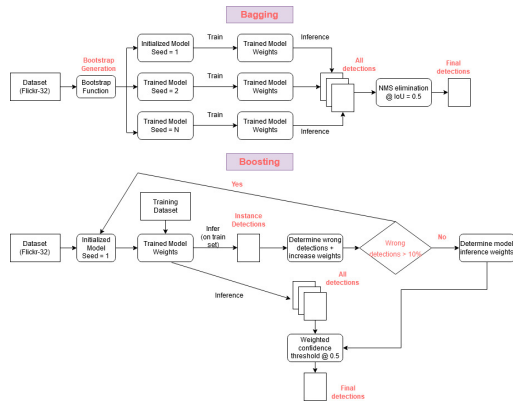 Bagging
Bootstrap
Generation
Dataset
(Flickr-32)
Bootstrap
Function
Initialized Model
Seed = 1
Train
Trained Model
Weights
Inference
Trained Model
Seed = 2
Train
Trained Model
Weights
Trained Model
Seed = N
Train
Trained Model
Weights
Inference
All
detections
NMS elimination
@ IoU = 0.5
Final
detections
Boosting
Yes
Training
Dataset
Dataset
(Flickr-32)
Initialized Model
Seed = 1
Trained Model
Weights
Infer
(on train
set)
Instance
Detections
Determine wrong
detections +
increase weights
Wrong
detections > 10%
No
Determine model
inference weights
Inference
All
detections
Weighted
confidence
threshold @ 0.5
Final
detections